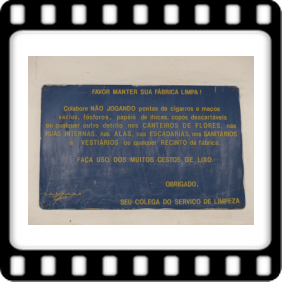 FAVOR MANTER SUA FÁBRICA LIMPA!
Colabore NÃO JOGANDO pontas de cigarros e maços
vazios, fósforos, papéis de doces, copos descartáveis
ou qualquer outro detrito nos CANTEIROS DE FLORES, nas
RUAS INTERNAS, nas ALAS, nas ESCADARIAS, nos SANITÁRIOS
e VESTIÁRIOS ou qualquer RECINTO da fábrica.
FAÇA USO DOS MUITOS CESTOS DE LIXO.
OBRIGADO,
SEU COLEGA DO SERVIÇO DE LIMPEZA